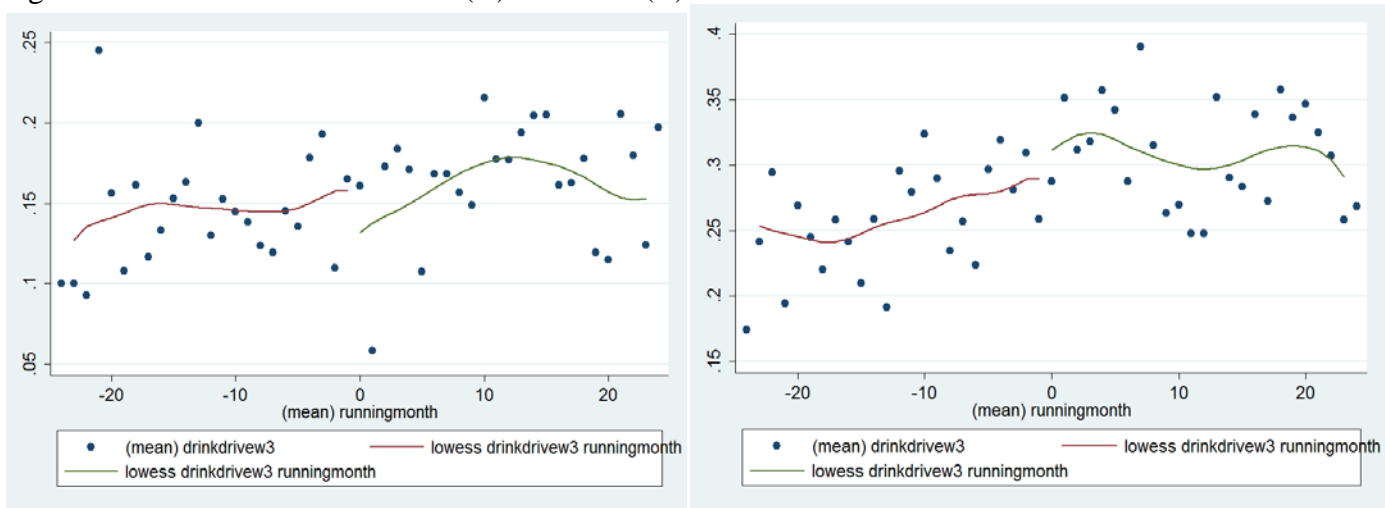 .25
.2
.15
.1
.05
-20 -10 0 10 20
(mean) runningmonth
(mean) drinkdrivew3 lowess drinkdrivew3 runningmonth
lowess drinkdrivew3 runningmonth
.4
.35
.3
.25
.2
.15
-20 -10 0 10 20
(mean) runningmonth
(mean) drinkdrivew3 lowess drinkdrivew3 runningmonth
lowess drinkdrivew3 runningmonth